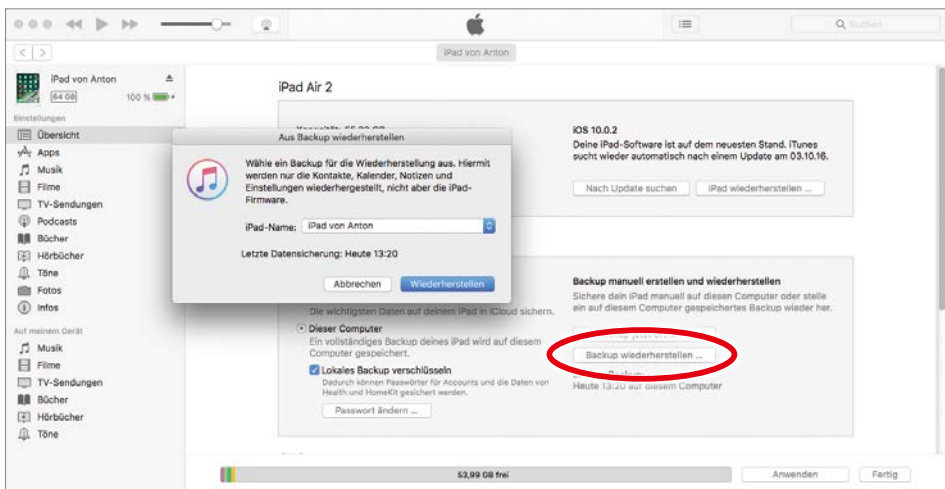 Suchen
iPad von Anton
iPad von Anton
64 GB
100 %
Einstellungen
Übersicht
Apps
Musik
Filme
TV-Sendungen
Podcasts
Bücher
Hörbücher
Töne
Fotos
Infos
Auf meinem Gerät
Musik
Filme
TV-Sendungen
Bücher
Hörbücher
Töne
iPad Air 2
iOS 10.0.2
Deine iPad-Software ist auf dem neuesten Stand. iTunes
sucht wieder automatisch nach einem Update am 03.10.16.
Nach Update suchen
iPad wiederherstellen ...
Aus Backup wiederherstellen
Wähle ein Backup für die Wiederherstellung aus. Hiermit
werden nur die Kontakte, Kalender, Notizen und
Einstellungen wiederhergestellt, nicht aber die iPad-
Firmware.
iPad-Name: iPad von Anton
Letzte Datensicherung: Heute 13:20
Abbrechen
Wiederherstellen
Die wichtigsten Daten auf deinem iPad in iCloud sichern.
Dieser Computer
Ein vollständiges Backup deines iPad wird auf diesem
Computer gespeichert.
Lokales Backup verschlüsseln
Dadurch können Passwörter für Accounts und die Daten von
Health und HomeKit gesichert werden.
Passwort ändern ...
Backup manuell erstellen und wiederherstellen
Sichere dein iPad manuell auf diesen Computer oder stelle
ein auf diesem Computer gespeichertes Backup wieder her.
Backup wiederherstellen ...
Heute 13:20 auf diesem Computer
53,99 GB frei
Anwenden
Fertig